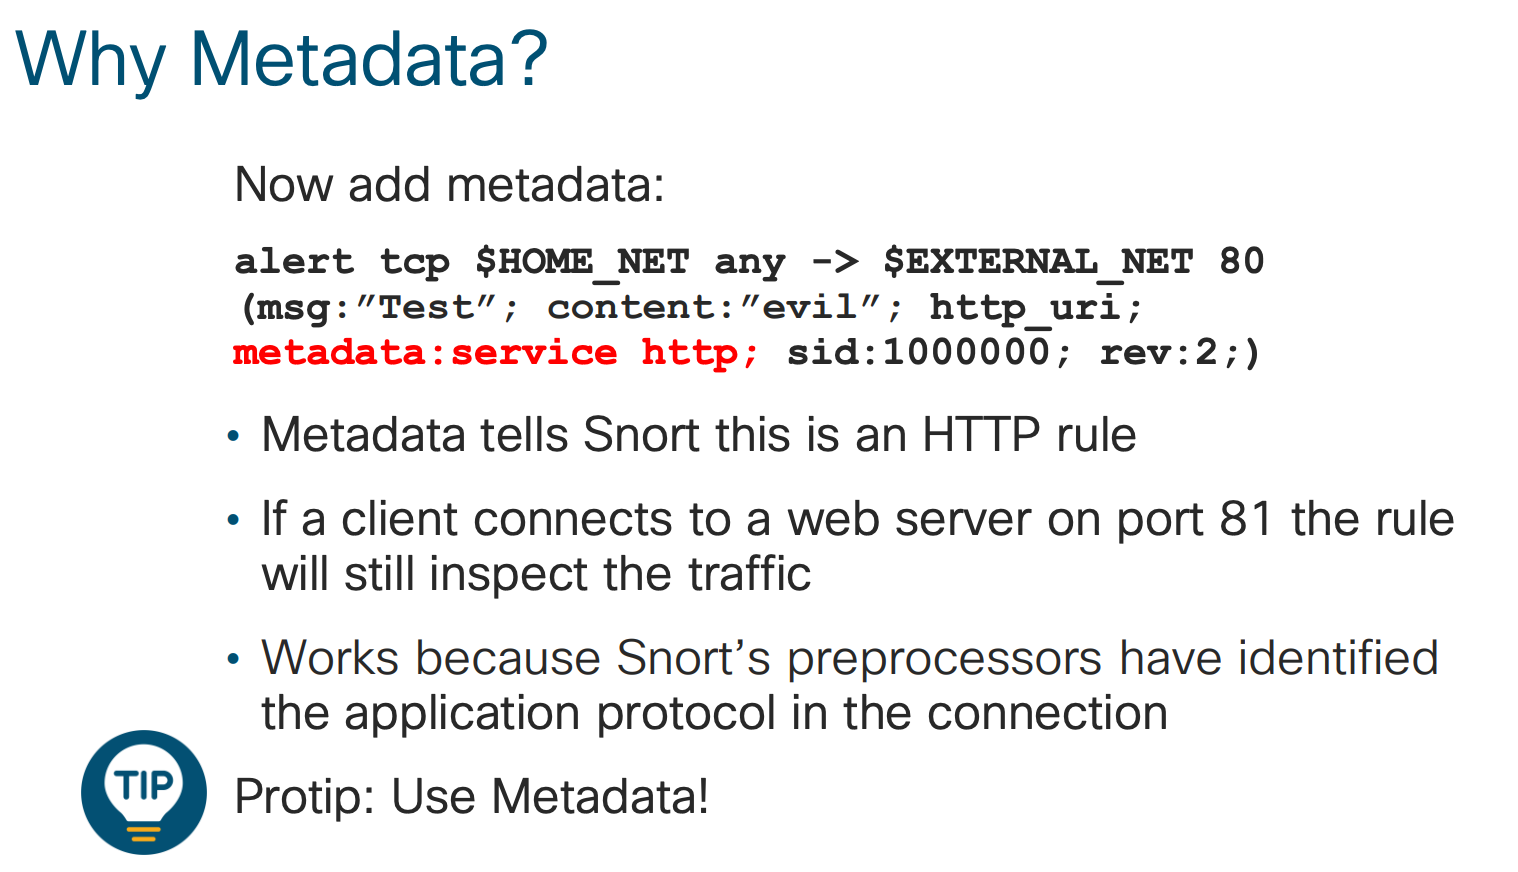 Why Metadata?
Now add metadata:
alert tcp $HOME_NET any -> $EXTERNAL_NET 80
(msg:”Test”; content:”evil”; http_uri;
metadata:service http; sid:1000000; rev:2;)
• Metadata tells Snort this is an HTTP rule
• If a client connects to a web server on port 81 the rule
will still inspect the traffic
• Works because Snort’s preprocessors have identified
the application protocol in the connection
TIP
Protip: Use Metadata!